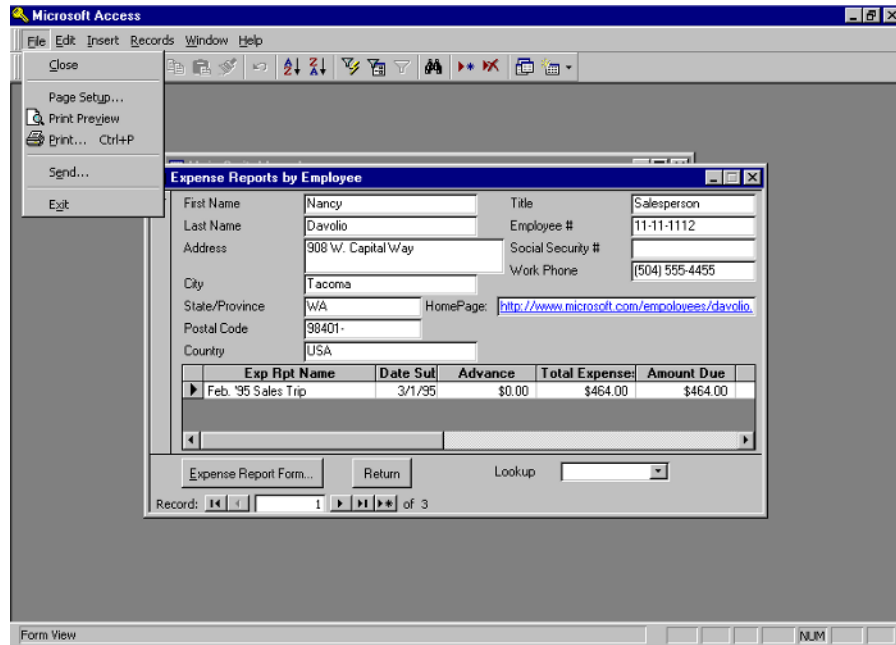 Microsoft Access
File Edit Insert Records Window Help
Close
Page Setup...
Print Preview
Print... Ctrl+P
Send...
Exit
Expense Reports by Employee
First Name Nancy Title Salesperson
Last Name Davolio Employee # 11-11-1112
Address 908 W. Capital Way Social Security #
Work Phone (504) 555-4455
City Tacoma
State/Province WA HomePage: http://www.microsoft.com/empoloyees/davolio.
Postal Code 98401-
Country USA
Exp Rpt Name Date Sub Advance Total Expenses Amount Due
Feb. '95 Sales Trip 3/1/95 $0.00 $464.00 $464.00
Expense Report Form... Return Lookup
Record: 1 of 3
Form View NUM